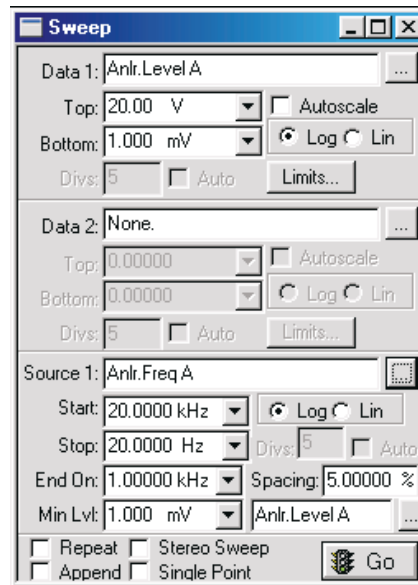 Sweep
Data 1: Anlr.Level A ...
Top: 20.00 V Autoscale
Bottom: 1.000 mV Log Lin
Divs: 5 Auto Limits...
Data 2: None. ...
Top: 0.00000 Autoscale
Bottom: 0.00000 Log Lin
Divs: 5 Auto Limits...
Source 1: Anlr.Freq A ...
Start: 20.0000 kHz Log Lin
Stop: 20.0000 Hz Divs: 5 Auto
End On: 1.00000 kHz Spacing: 5.00000 %
Min Lvl: 1.000 mV Anlr.Level A ...
Repeat Stereo Sweep
Append Single Point Go